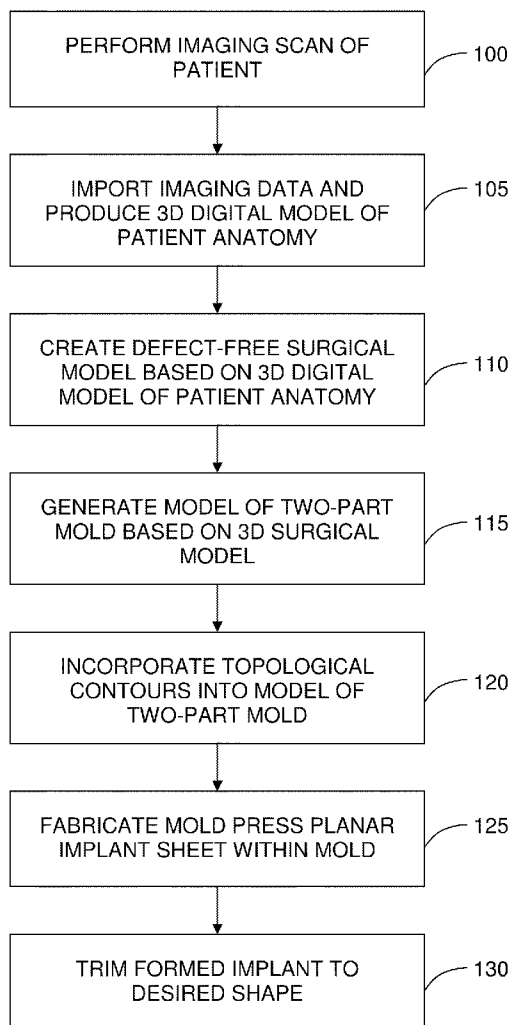 PERFORM IMAGING SCAN OF
PATIENT
100
IMPORT IMAGING DATA AND
PRODUCE 3D DIGITAL MODEL OF
PATIENT ANATOMY
105
CREATE DEFECT-FREE SURGICAL
MODEL BASED ON 3D DIGITAL
MODEL OF PATIENT ANATOMY
110
GENERATE MODEL OF TWO-PART
MOLD BASED ON 3D SURGICAL
MODEL
115
INCORPORATE TOPOLOGICAL
CONTOURS INTO MODEL OF
TWO-PART MOLD
120
FABRICATE MOLD PRESS PLANAR
IMPLANT SHEET WITHIN MOLD
125
TRIM FORMED IMPLANT TO
DESIRED SHAPE
130